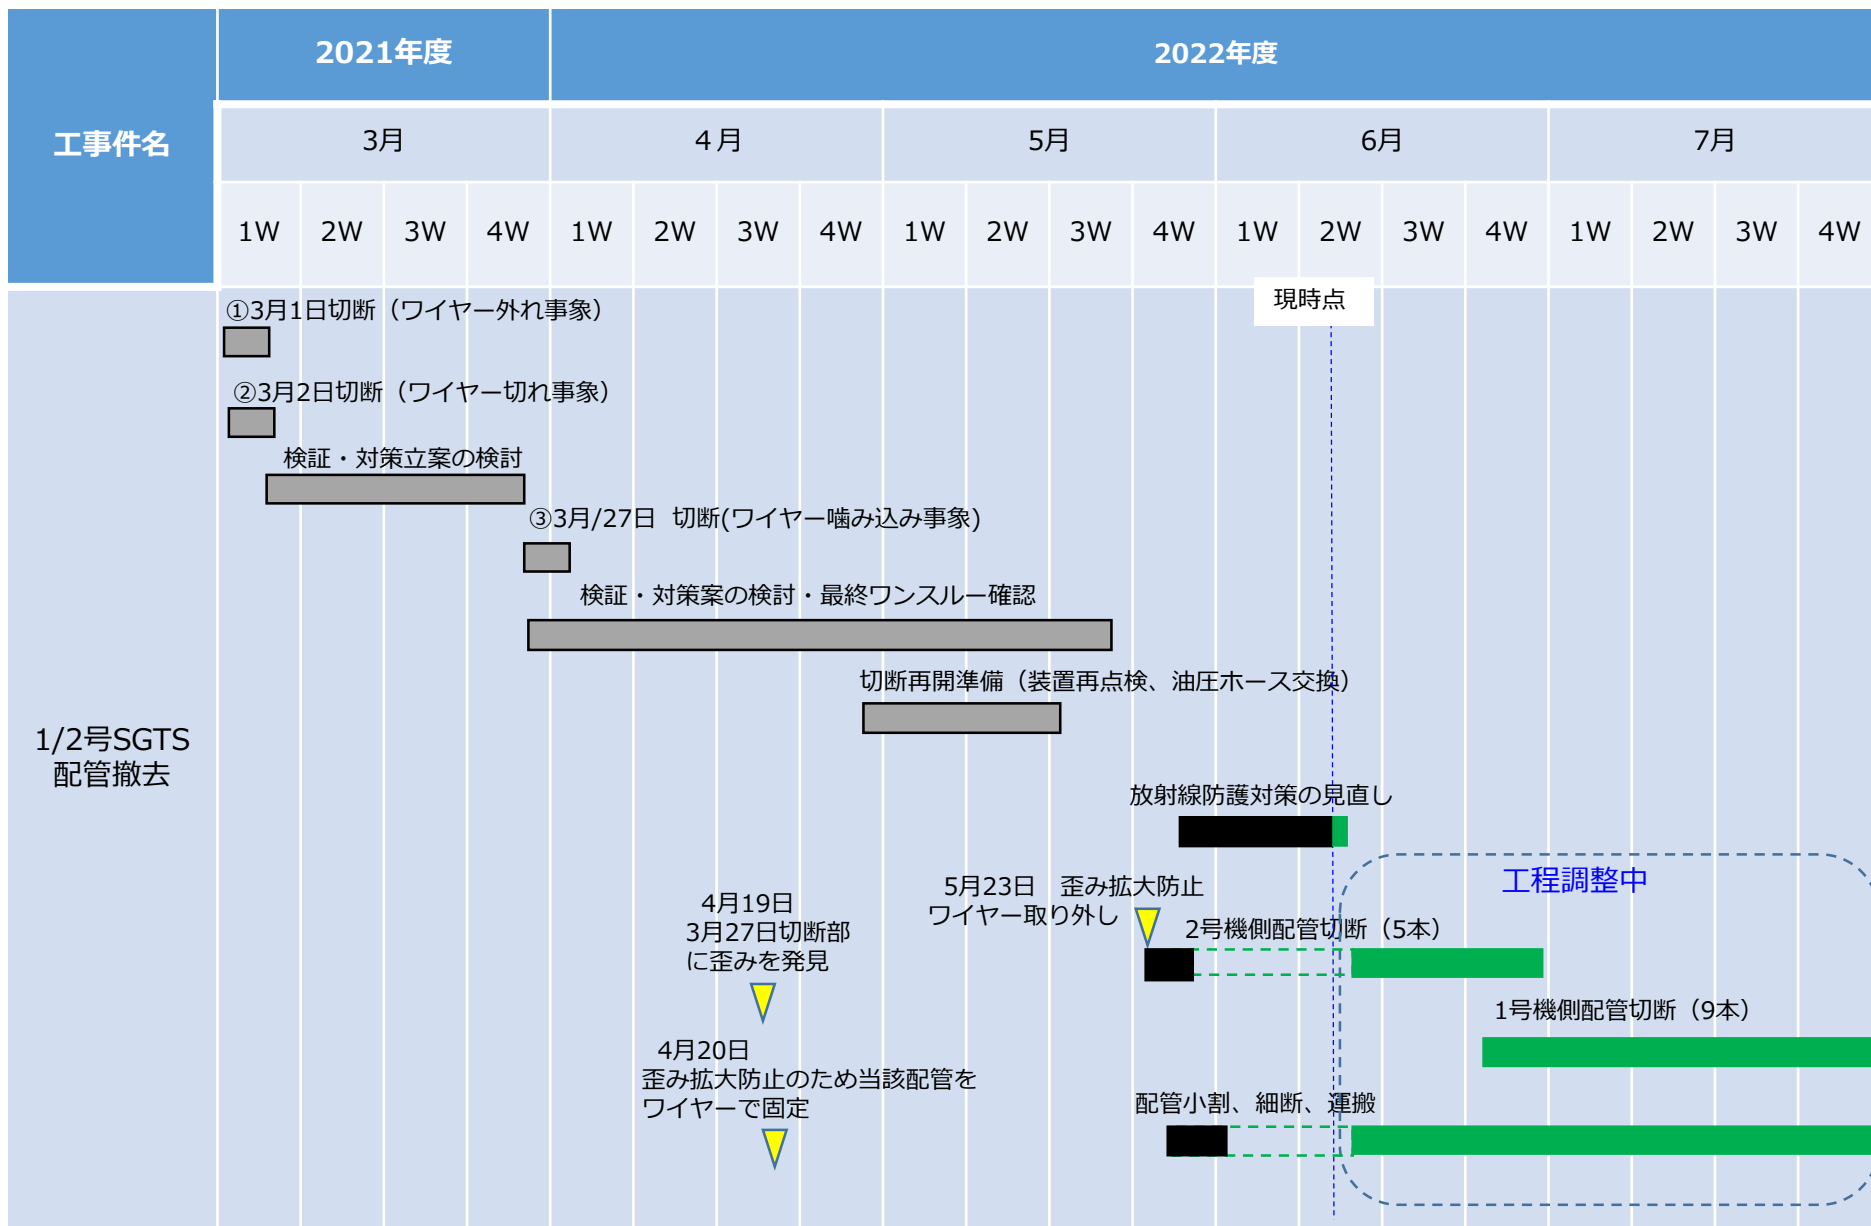 工事件名
2021年度
2022年度
3月
４月
5月
6月
7月
1W
2W
3W
4W
1W
2W
3W
4W
1W
2W
3W
4W
1W
2W
3W
4W
1W
2W
3W
4W
現時点
①3月1日切断（ワイヤー外れ事象）
②3月2日切断（ワイヤー切れ事象）
検証・対策立案の検討
③3月/27日 切断(ワイヤー噛み込み事象)
検証・対策案の検討・最終ワンスルー確認
切断再開準備（装置再点検、油圧ホース交換）
1/2号SGTS
配管撤去
放射線防護対策の見直し
工程調整中
5月23日　歪み拡大防止
ワイヤー取り外し
4月19日
3月27日切断部
に歪みを発見
2号機側配管切断（5本）
1号機側配管切断（9本）
4月20日
歪み拡大防止のため当該配管を
ワイヤーで固定
配管小割、細断、運搬